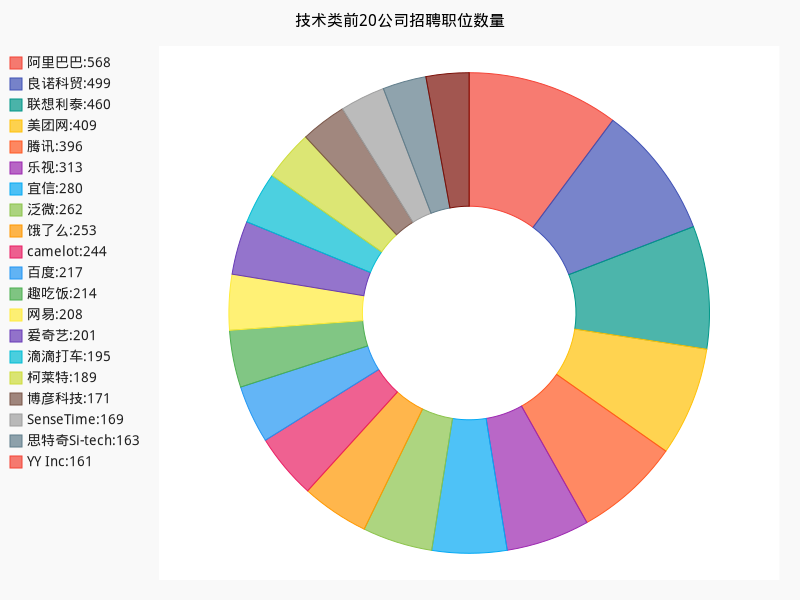 技术类前20公司招聘职位数量
阿里巴巴:568
良诺科贸:499
联想利泰:460
美团网:409
腾讯:396
乐视:313
宜信:280
泛微:262
饿了么:253
camelot:244
百度:217
趣吃饭:214
网易:208
爱奇艺:201
滴滴打车:195
柯莱特:189
博彦科技:171
SenseTime:169
思特奇Si-tech:163
YY Inc:161